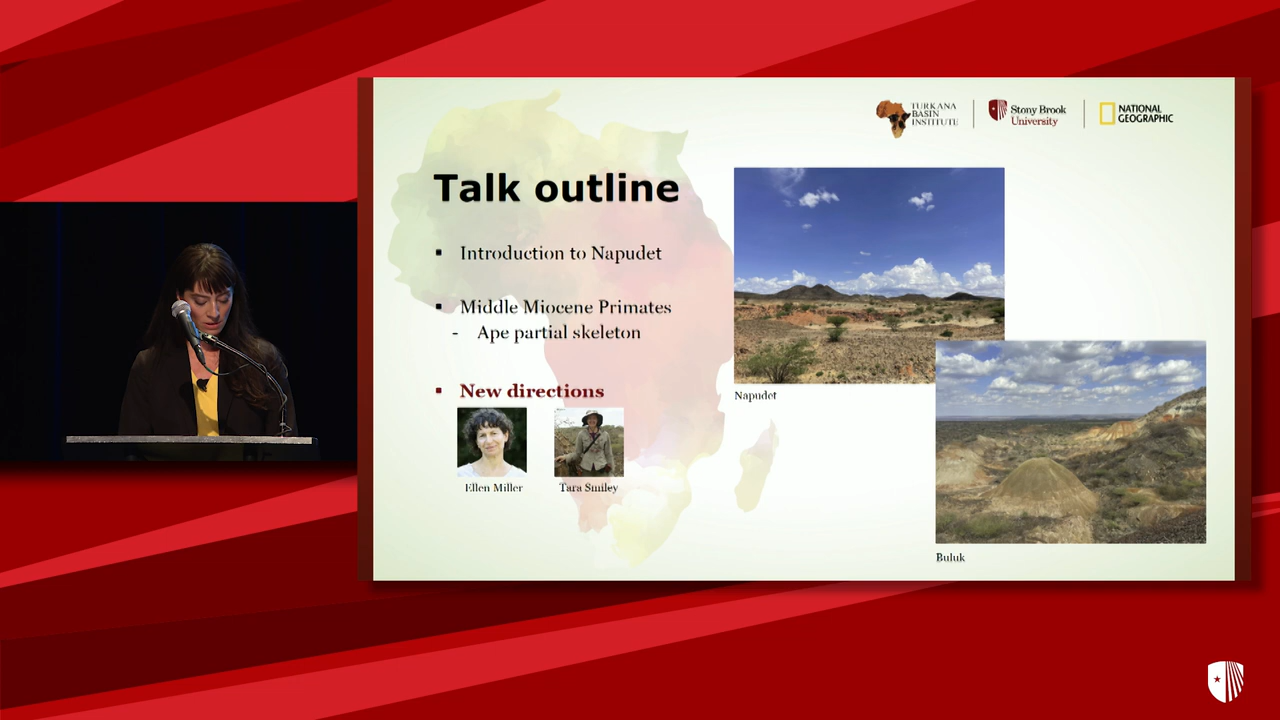 TURKANA
BASIN
INSTITUTE
Stony Brook
University
NATIONAL
GEOGRAPHIC
Talk outline
▪ Introduction to Napudet
▪ Middle Miocene Primates
- Ape partial skeleton
▪ New directions
Ellen Miller
Tara Smiley
Napudet
Buluk